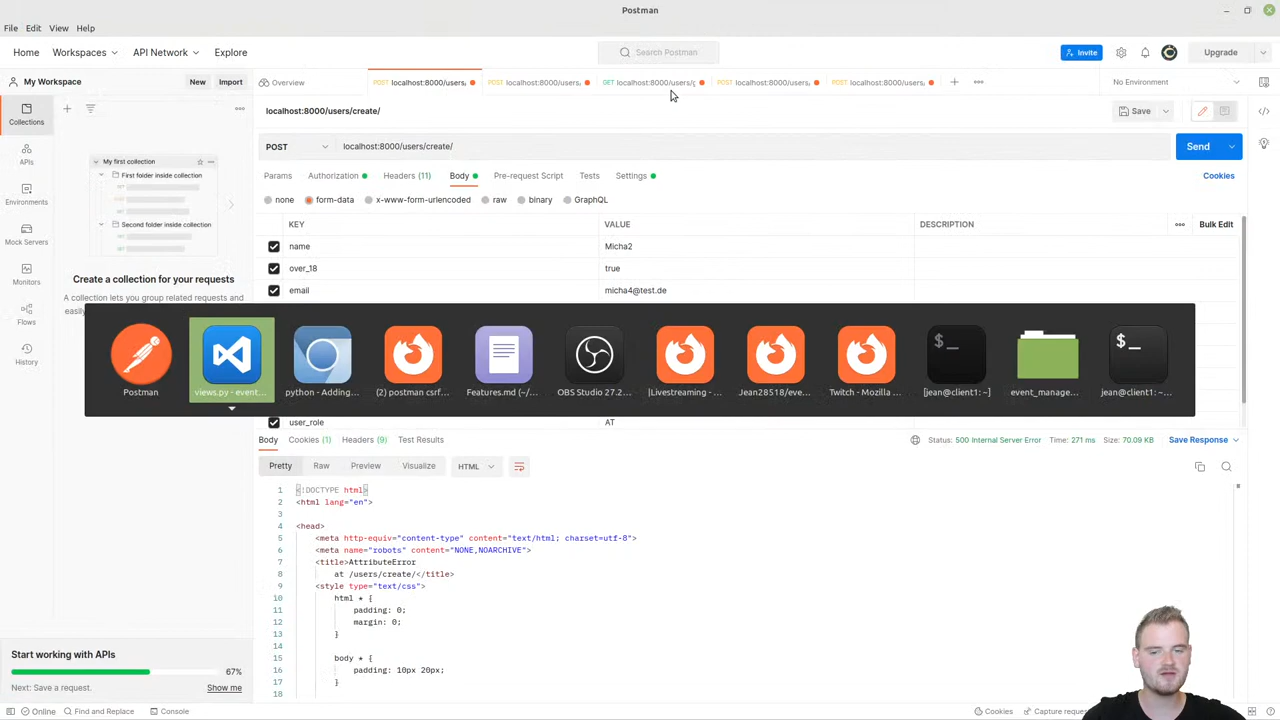 Postman
File Edit View Help
Home Workspaces API Network Explore Search Postman Invite Upgrade
My Workspace New Import Overview POST localhost:8000/users, POST localhost:8000/users, GET localhost:8000/users/g POST localhost:8000/users, POST localhost:8000/users, No Environment
Collections
APIs
Environments
Mock Servers
Monitors
Flows
History
My first collection
First folder inside collection
Second folder inside collection
Create a collection for your requests
A collection lets you group related requests and
localhost:8000/users/create/ Save
POST localhost:8000/users/create/ Send
Params Authorization Headers (11) Body Pre-request Script Tests Settings Cookies
none form-data x-www-form-urlencoded raw binary GraphQL
KEY VALUE DESCRIPTION Bulk Edit
name Micha2
over_18 true
email micha4@test.de
Postman views.py - event... python - Adding... (2) postman csrf... Features.md (~/... OBS Studio 27.2... |Livestreaming - ... Jean28518/eve... Twitch - Mozilla ... [jean@client1: ~] event_manage... jean@client1: ~...
user_role AT
Body Cookies (1) Headers (9) Test Results Status: 500 Internal Server Error Time: 271 ms Size: 70.09 KB Save Response
Pretty Raw Preview Visualize HTML
1 <!DOCTYPE html>
2 <html lang="en">
3
4 <head>
5 <meta http-equiv="content-type" content="text/html; charset=utf-8">
6 <meta name="robots" content="NONE,NOARCHIVE">
7 <title>AttributeError
8 at /users/create/</title>
9 <style type="text/css">
10 html * {
11 padding: 0;
12 margin: 0;
13 }
14
15 body * {
16 padding: 10px 20px;
17 }
18
Start working with APIs
67%
Next: Save a request. Show me
Online Find and Replace Console Cookies Capture reque